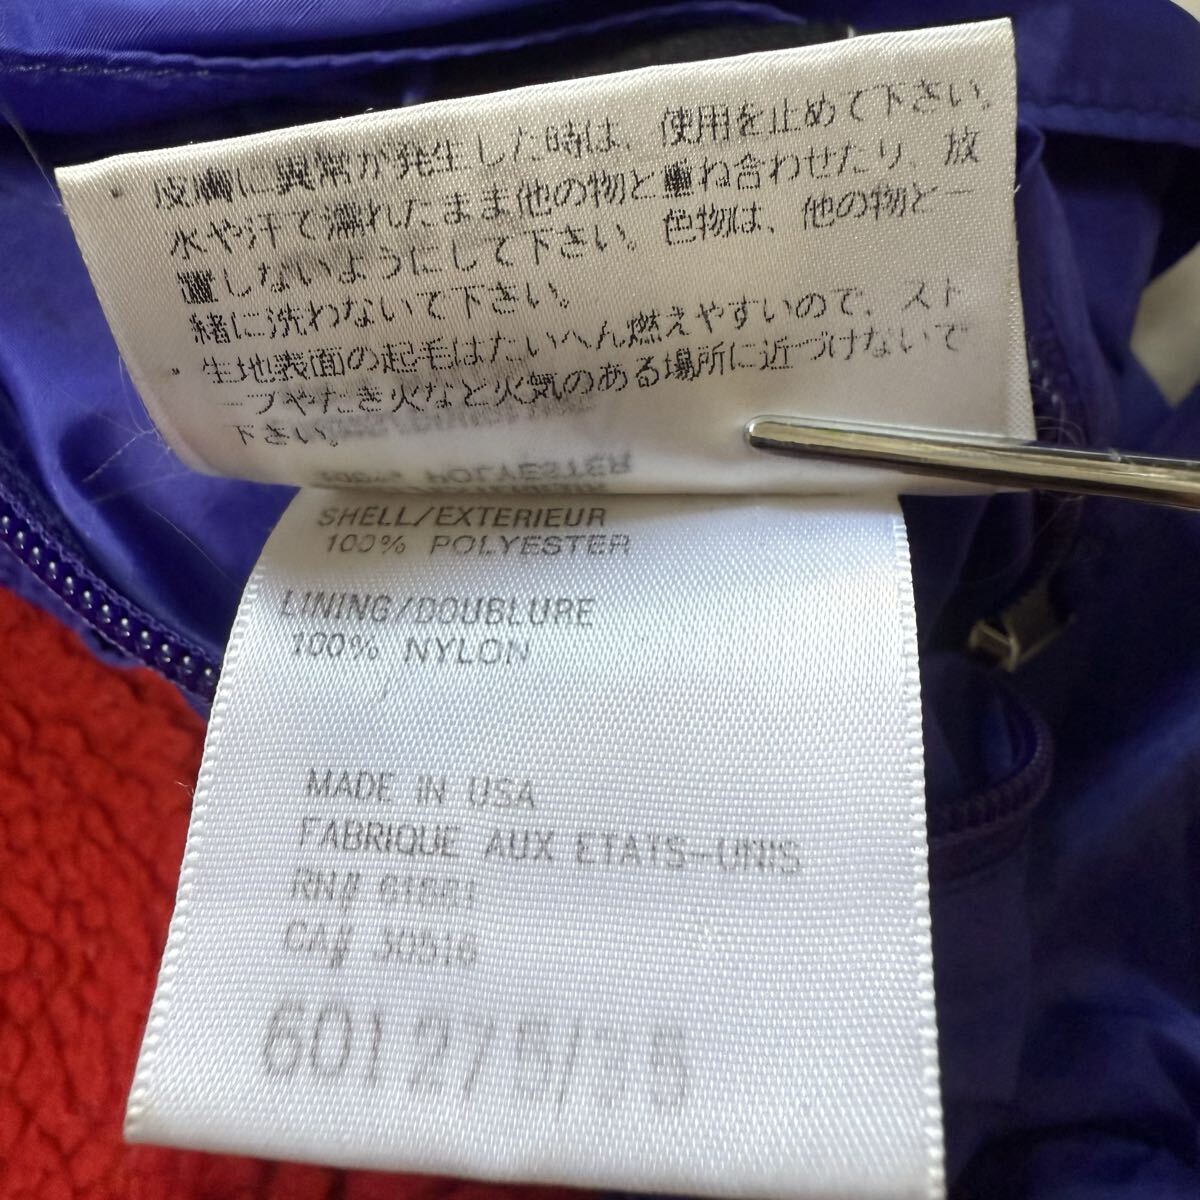 ・皮膚に異常が発生した時は、使用を止めて下さい。
水や汗で濡れたまま他の物と重ね合わせたり、放
置しないようにして下さい。色物は、他の物と一
緒に洗わないで下さい。
・生地表面の起毛はたいへん燃えやすいので、スト
ーブやたき火など火気のある場所に近づけないで
下さい。
SHELL/EXTERIEUR
100% POLYESTER
LINING/DOUBLURE
100% NYLON
MADE IN USA
FABRIQUE AUX ETATS-UNIS
RN# 61661
CA# 30516